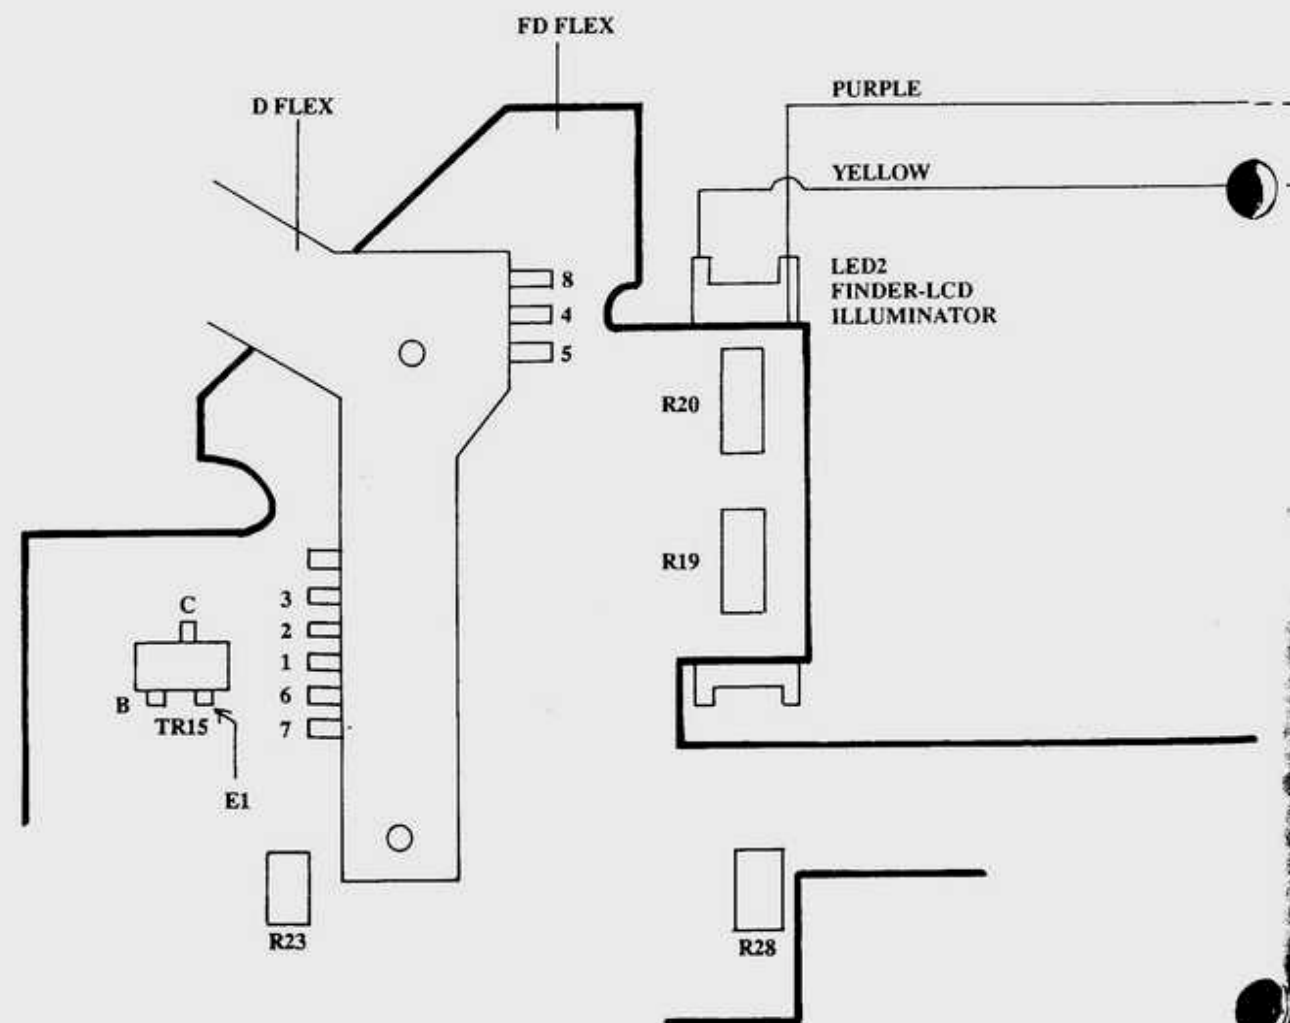 FD FLEX
D FLEX
PURPLE
YELLOW
LED2
FINDER-LCD
ILLUMINATOR
8
4
5
R20
R19
3
2
1
6
7
C
B
TR15
E1
R23
R28